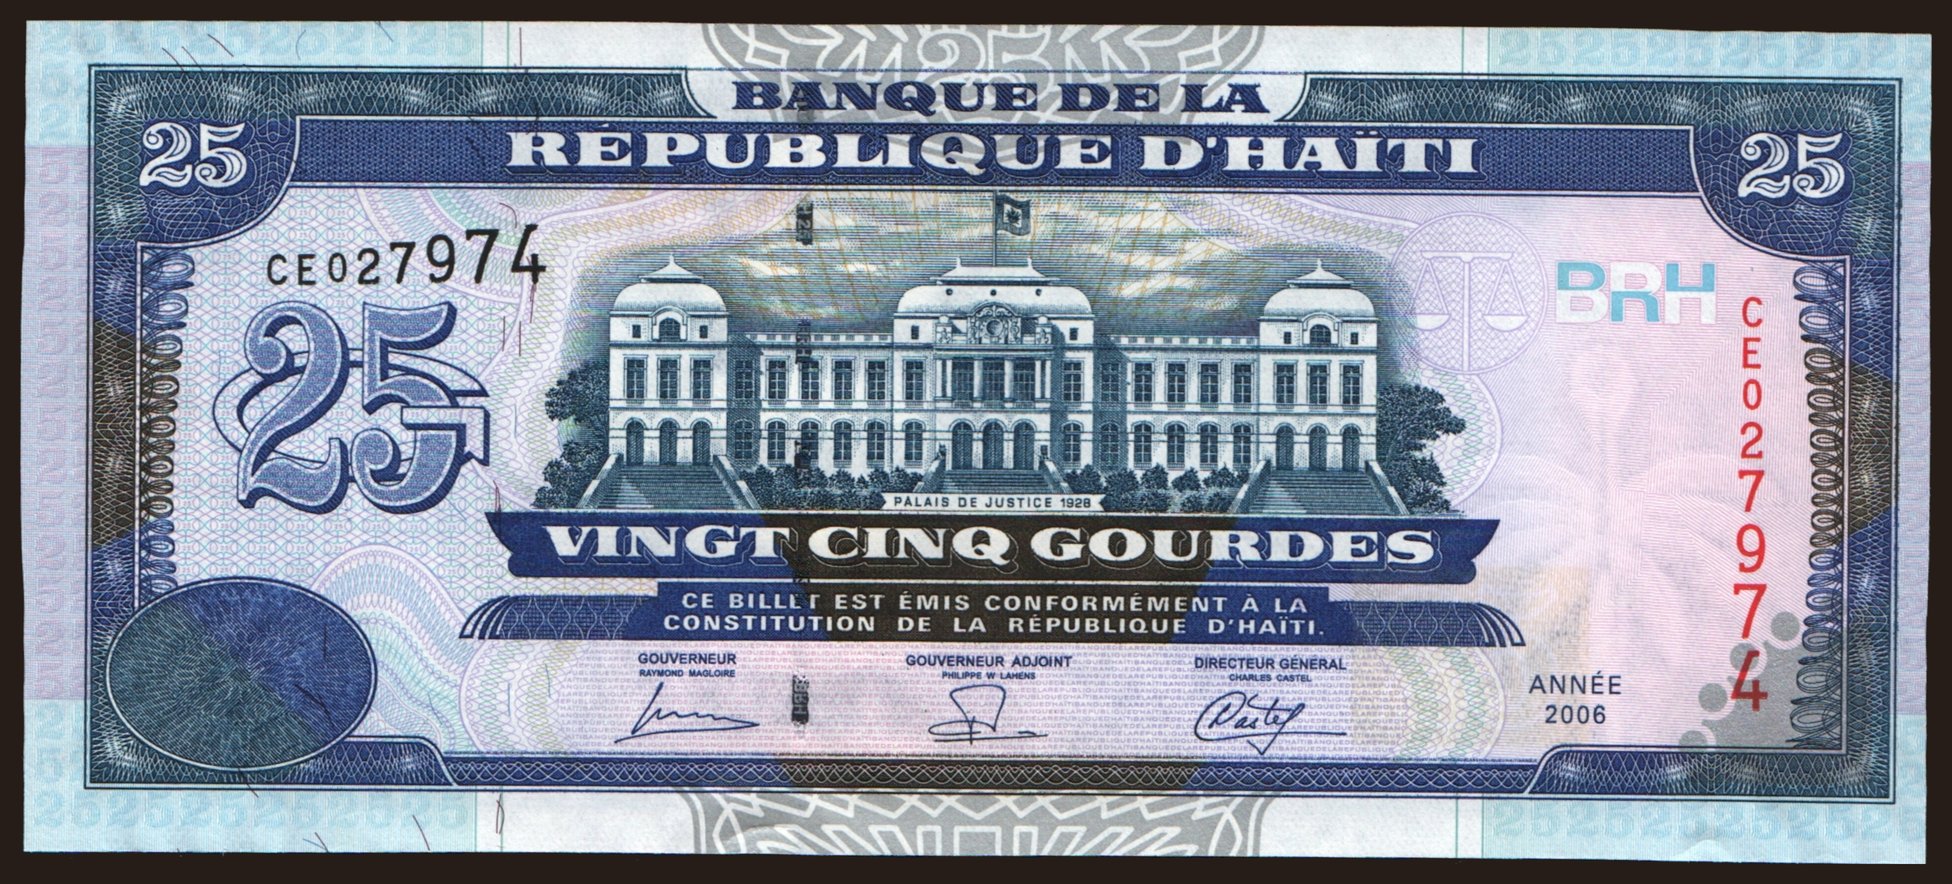 BANQUE DE LA
RÉPUBLIQUE D'HAÏTI
25
25
CE027974
BRH
25
CE027974
PALAIS DE JUSTICE 1928
VINGT CINQ GOURDES
CE BILLET EST ÉMIS CONFORMÉMENT À LA
CONSTITUTION DE LA RÉPUBLIQUE D'HAÏTI.
GOUVERNEUR
RAYMOND MAGLOIRE
GOUVERNEUR ADJOINT
PHILIPPE W LAHENS
DIRECTEUR GÉNÉRAL
CHARLES CASTEL
ANNÉE
2006